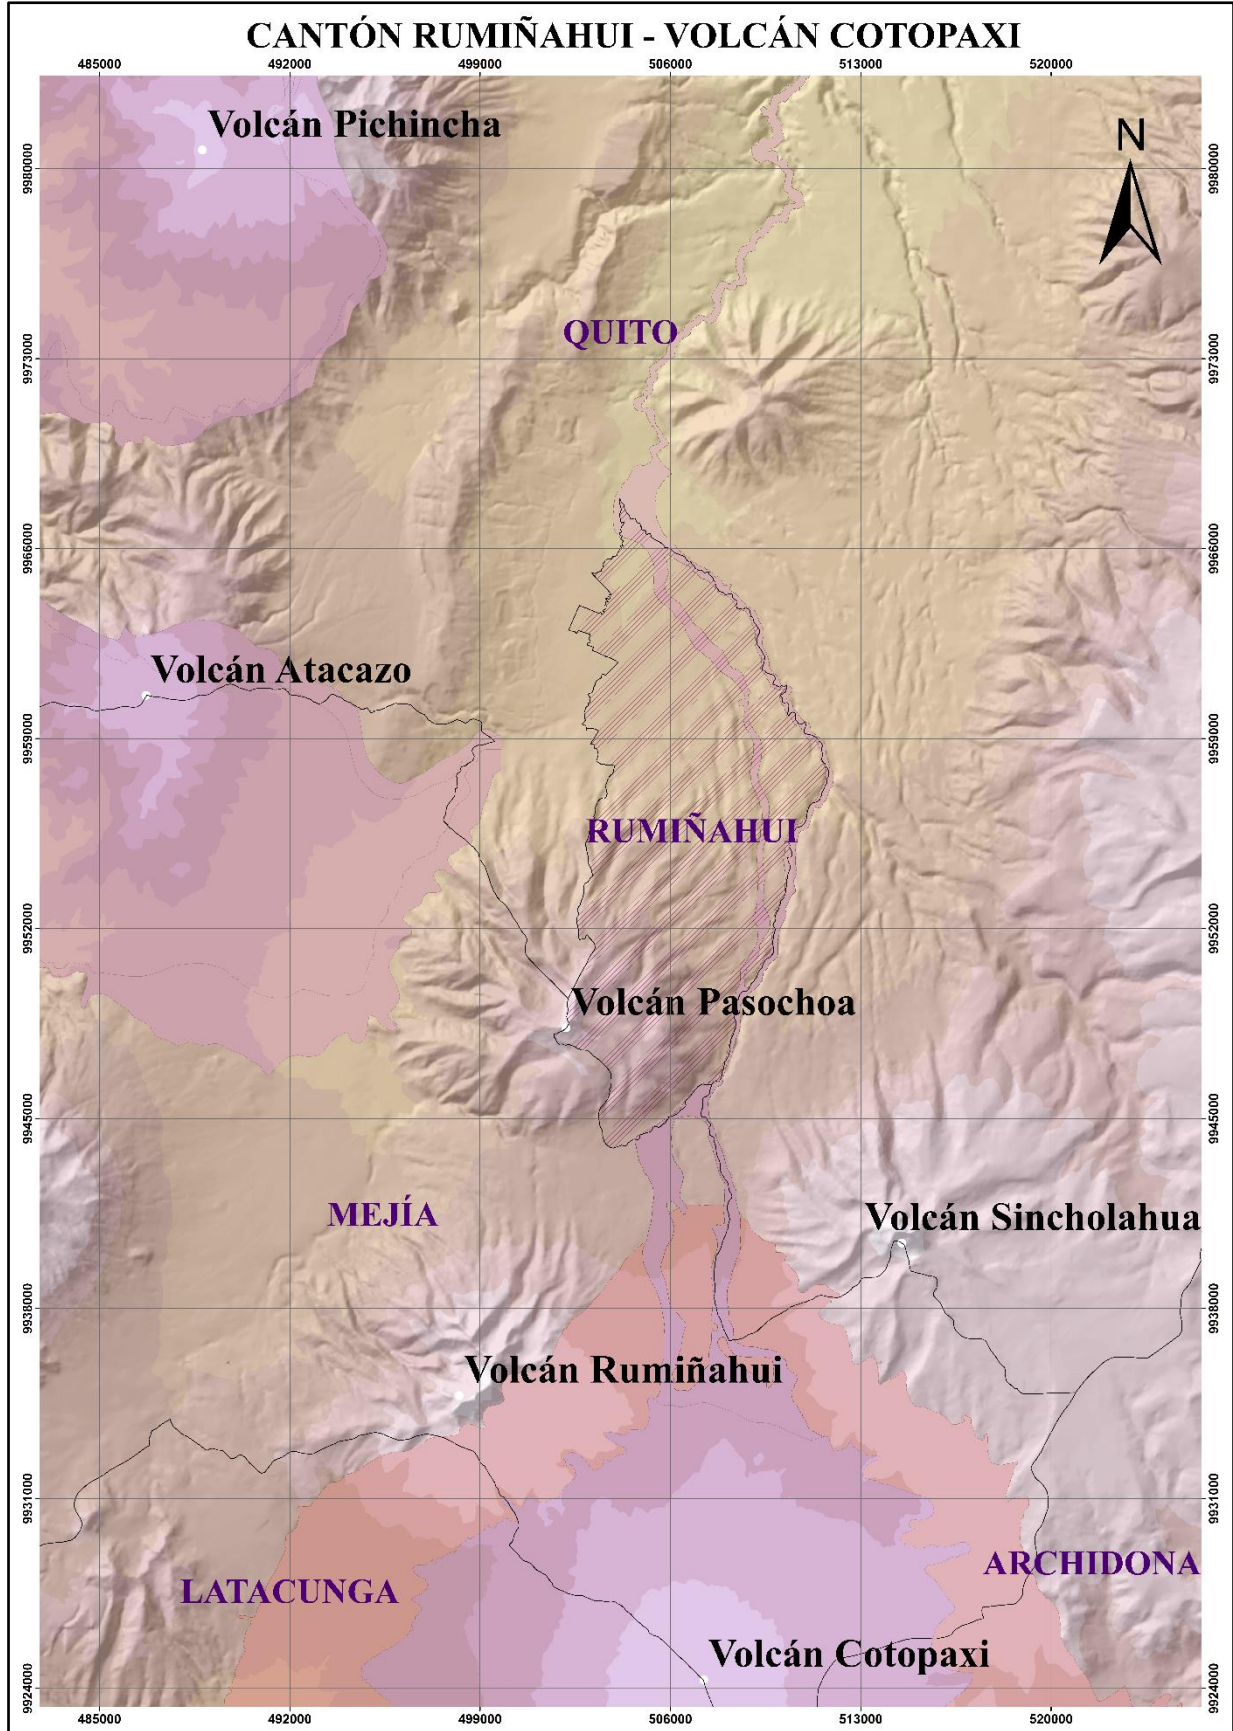 CANTÓN RUMIÑAHUI - VOLCÁN COTOPAXI
485000 492000 499000 506000 513000 520000
Volcán Pichincha
N
9980000 9980000
QUITO
9973000 9973000
9966000 9966000
Volcán Atacazo
9959000 9959000
RUMIÑAHUI
9952000 9952000
Volcán Pasochoa
9945000 9945000
MEJÍA
Volcán Sincholahua
9938000 9938000
Volcán Rumiñahui
9931000 9931000
ARCHIDONA
LATACUNGA
Volcán Cotopaxi
9924000 9924000
485000 492000 499000 506000 513000 520000